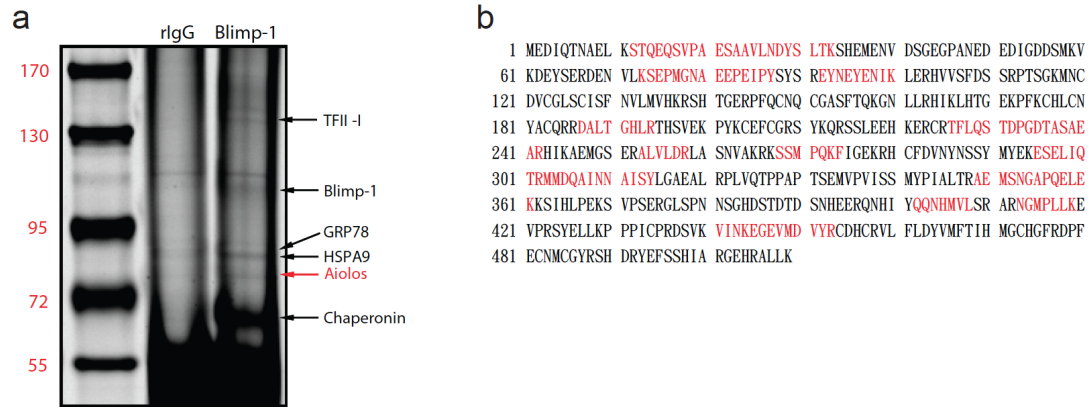 a
rIgG Blimp-1
170
130
95
72
55
TFII -I
Blimp-1
GRP78
HSPA9
Aiolos
Chaperonin
b
1 MEDIQTNAEL KSTQEQSVPA ESAAVLNDYS LTKSHEMENV DSGEGPANED EDIGDDSMKV
61 KDEYSERDEN VLKSEPMGNA EEPEIPYSYS REYNEYENIK LERHVVSFDS SRPTSGKMNC
121 DVCGLSCISF NVLMVHKRSH TGERPFQCNQ CGASFTQKGN LLRHIKLHTG EKPFKCHLCN
181 YACQRRDALT GHLRTHSVEK PYKCEFCGRS YKQRSSLEEH KERCRTFLQS TDPGDTASAE
241 ARHIKAEMGS ERALVLDRLA SNVAKRKSSM PQKFIGEKRH CFDVNYNSSY MYEKESELIQ
301 TRMMDQAINN AISYLGAEAL RPLVQTPPAP TSEMVPVISS MYPIALTRAE MSNGAPQELE
361 KKSIHLPEKS VPSERGLSPN NSGHDSTDTD SNHEERQNHI YQQNHMVLSR ARNGMPLLKE
421 VPRSYELLKP PPICPRDSVK VINKEGEVMD VYRCDHCRVL FLDYVMFTIH MGCHGFRDPF
481 ECNMCGYRSH DRYEFSSHIA RGEHRALLK